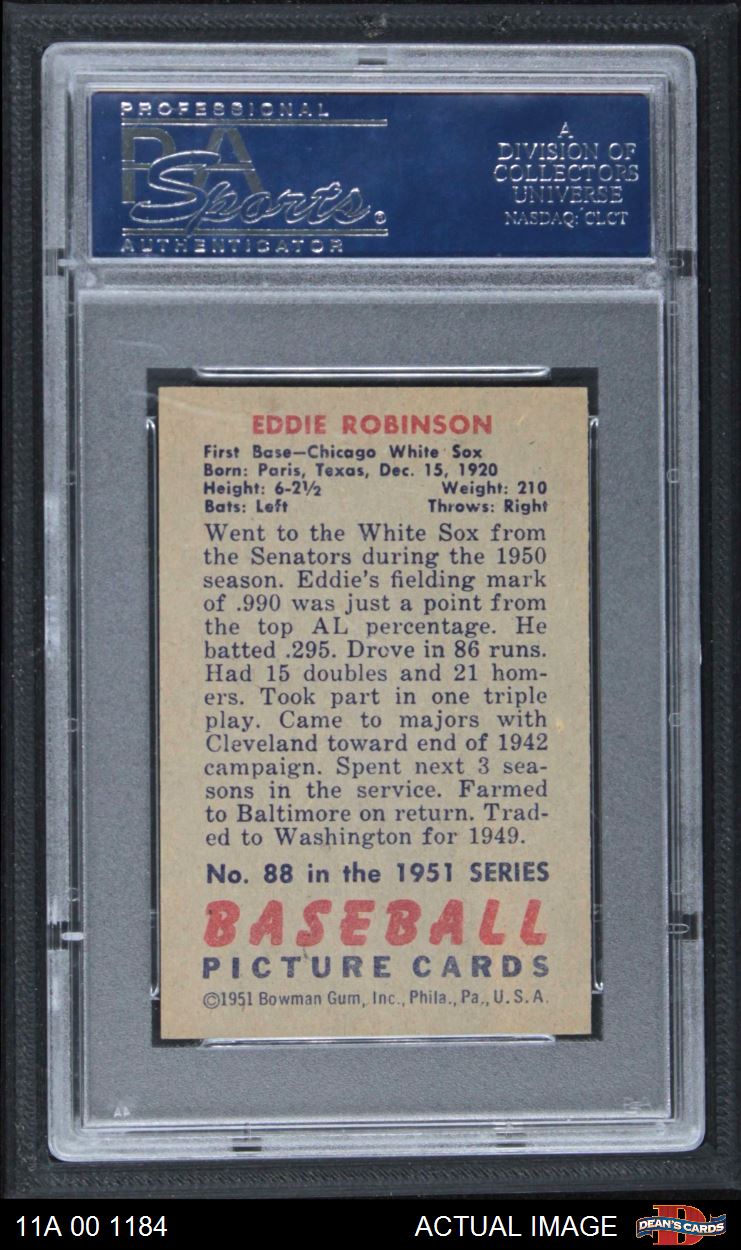 PROFESSIONAL
PSA
Sports®
AUTHENTICATOR
A
DIVISION OF
COLLECTORS
UNIVERSE
NASDAQ: CLCT
EDDIE ROBINSON
First Base—Chicago White Sox
Born: Paris, Texas, Dec. 15, 1920
Height: 6-2½ Weight: 210
Bats: Left Throws: Right
Went to the White Sox from
the Senators during the 1950
season. Eddie's fielding mark
of .990 was just a point from
the top AL percentage. He
batted .295. Drove in 86 runs.
Had 15 doubles and 21 hom-
ers. Took part in one triple
play. Came to majors with
Cleveland toward end of 1942
campaign. Spent next 3 sea-
sons in the service. Farmed
to Baltimore on return. Trad-
ed to Washington for 1949.
No. 88 in the 1951 SERIES
BASEBALL
PICTURE CARDS
©1951 Bowman Gum, Inc., Phila., Pa., U.S.A.
11A 00 1184 ACTUAL IMAGE DEAN'S CARDS